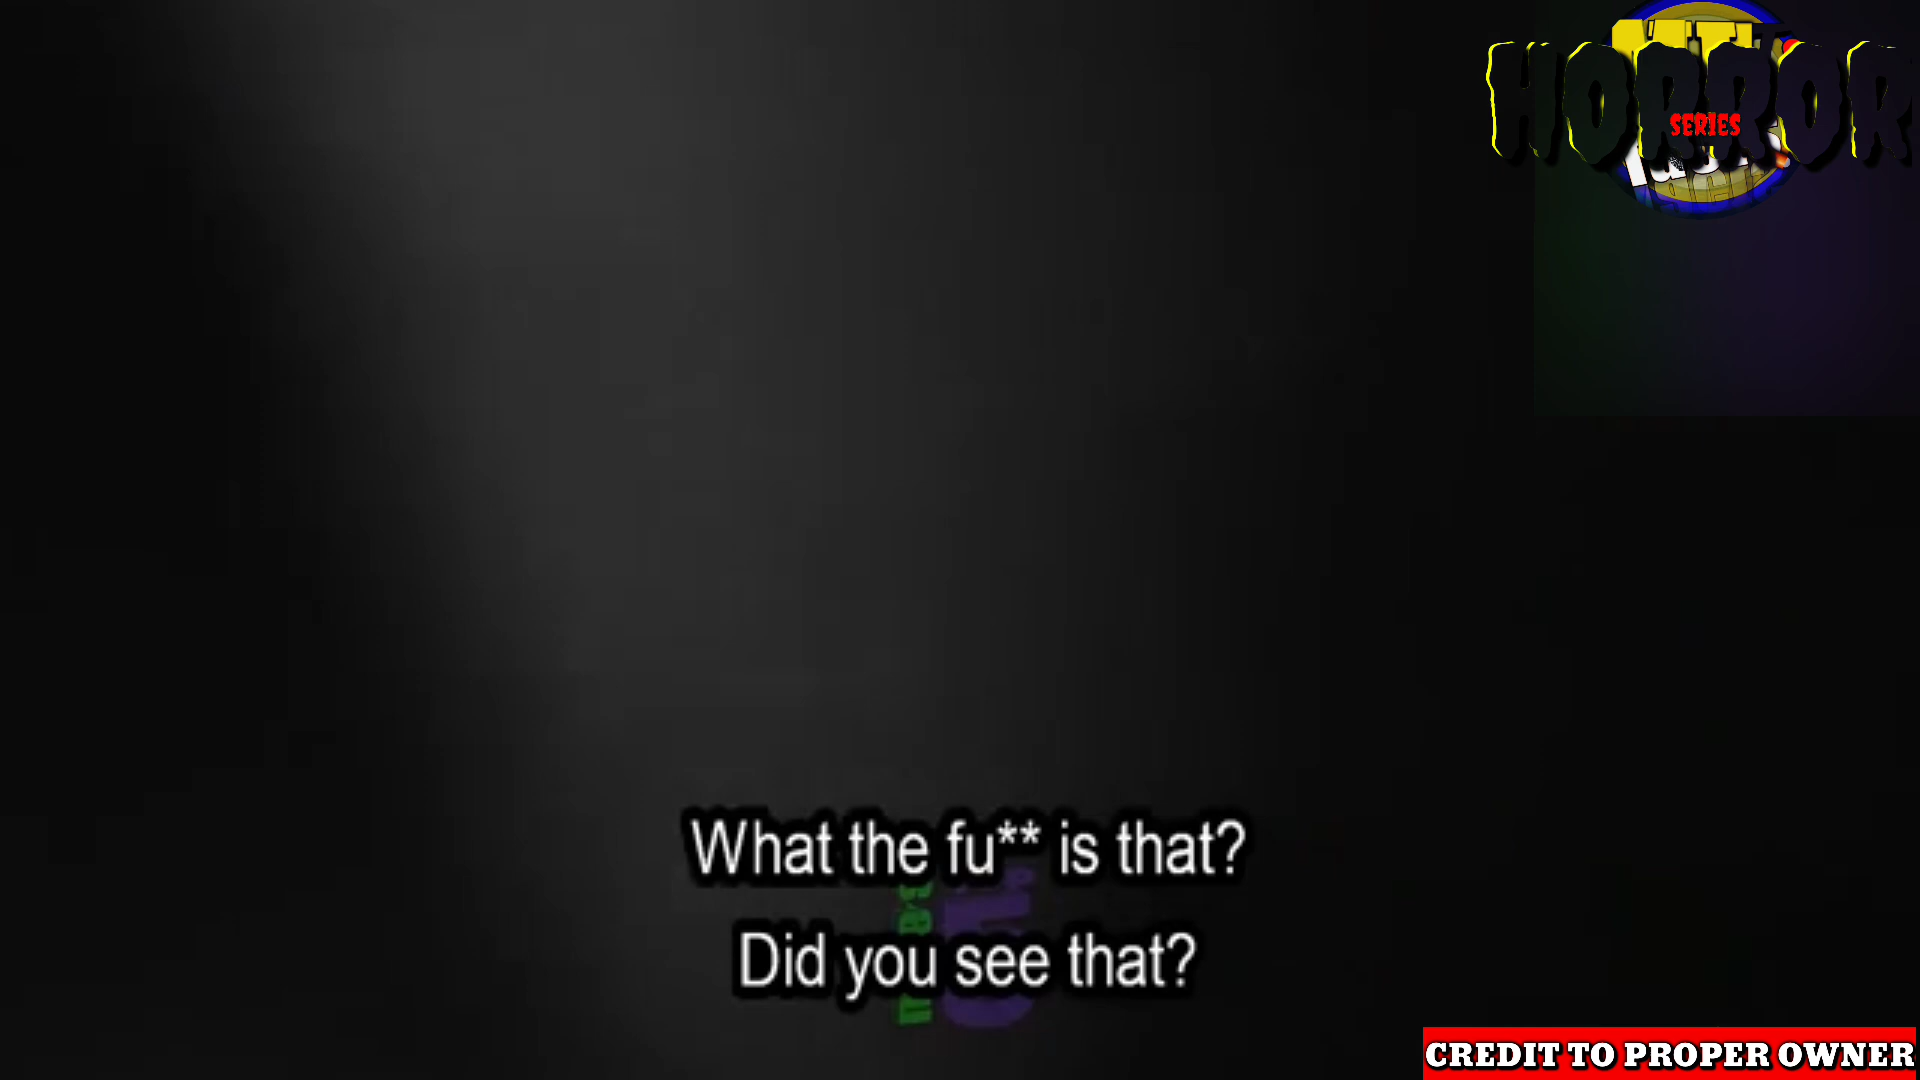 HORROR
SERIES
What the fu** is that?
Did you see that?
CREDIT TO PROPER OWNER